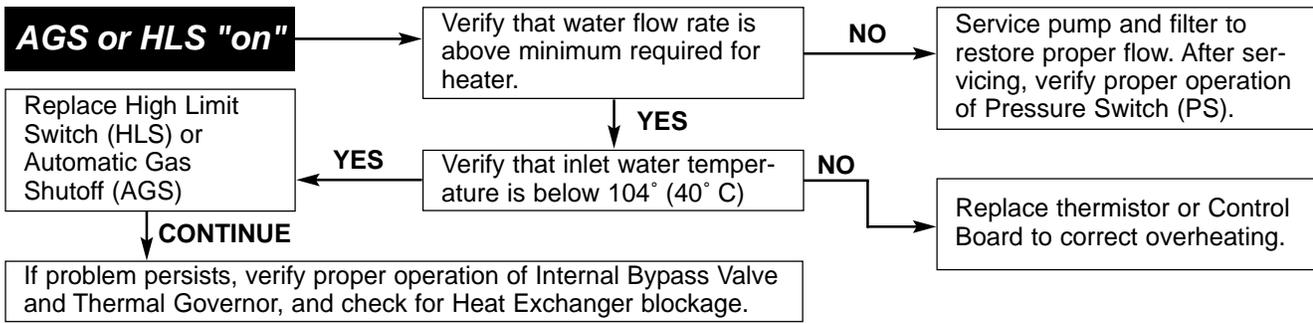 AGS or HLS "on"
Verify that water flow rate is
above minimum required for
heater.
NO
Service pump and filter to
restore proper flow. After ser-
vicing, verify proper operation
of Pressure Switch (PS).
YES
Verify that inlet water temper-
ature is below 104˚ (40˚ C)
NO
Replace thermistor or Control
Board to correct overheating.
YES
Replace High Limit
Switch (HLS) or
Automatic Gas
Shutoff (AGS)
CONTINUE
If problem persists, verify proper operation of Internal Bypass Valve
and Thermal Governor, and check for Heat Exchanger blockage.